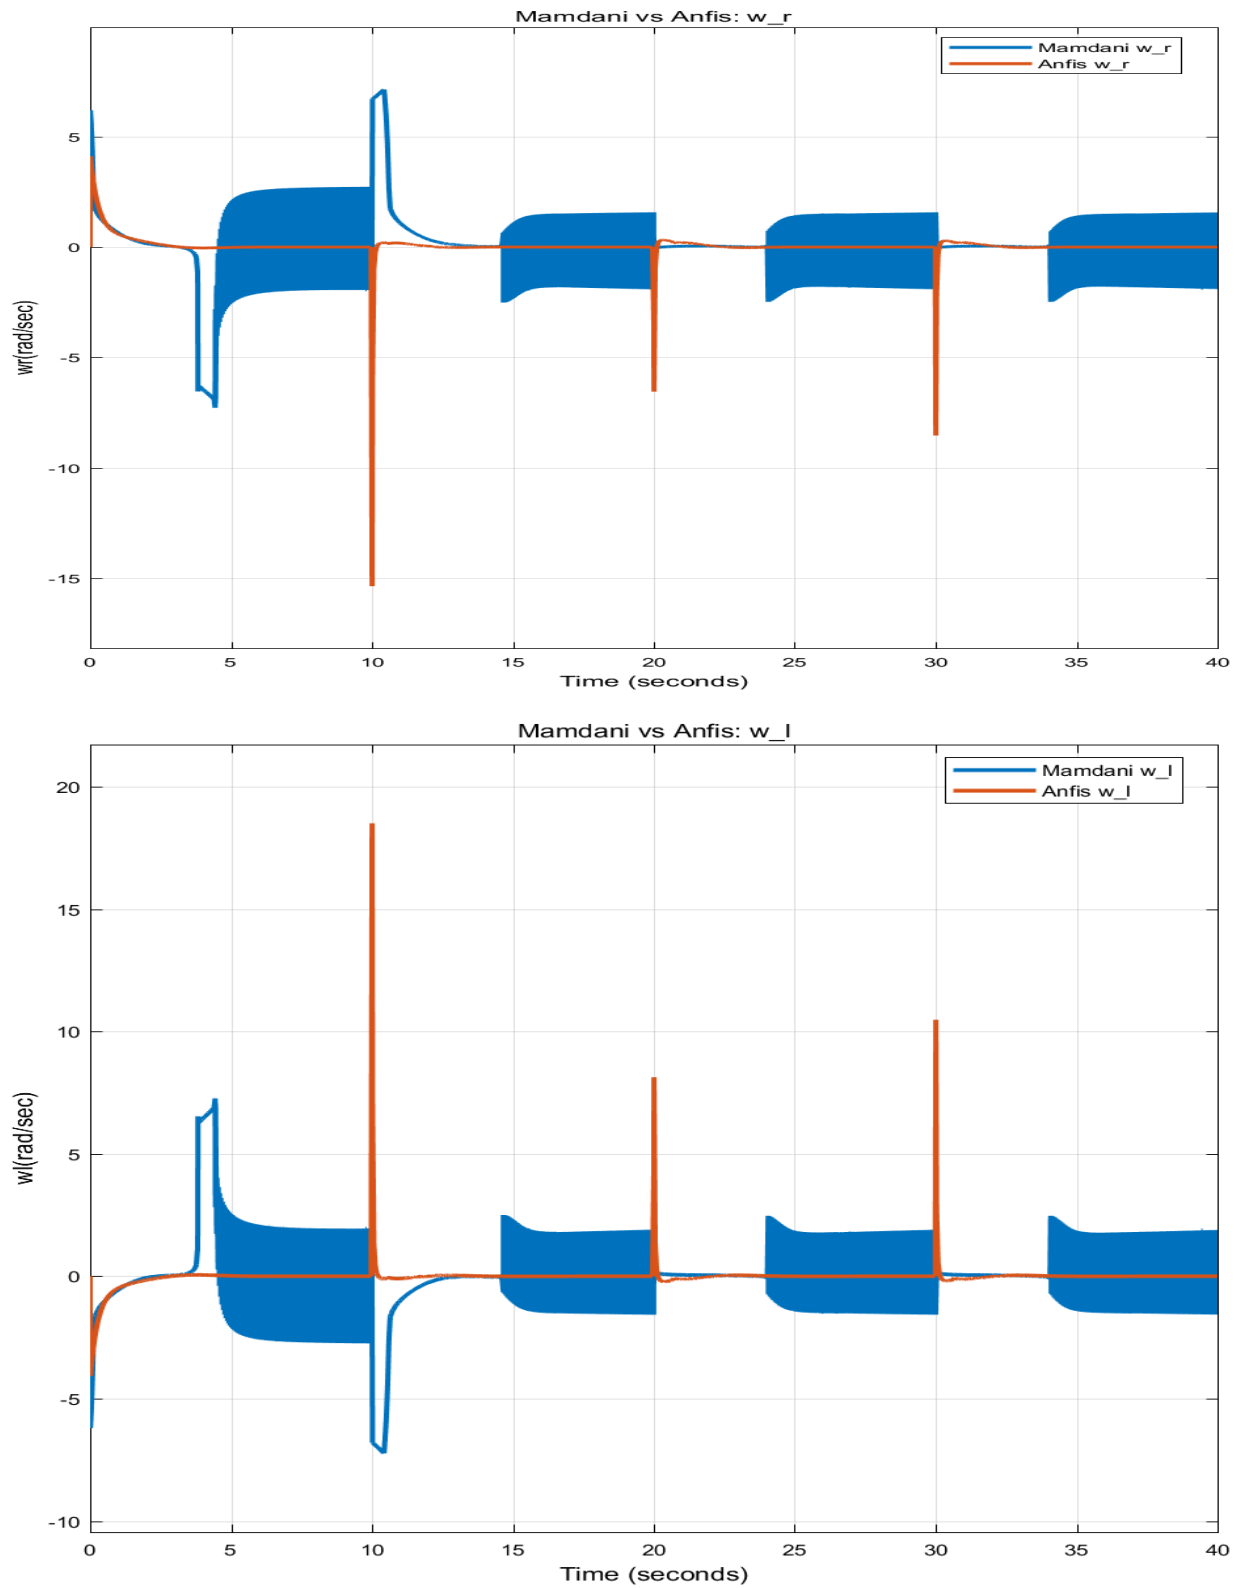 Mamdani vs Anfis: w_r
Mamdani w_r
Anfis w_r
5
0
-5
-10
-15
wr(rad/sec)
0 5 10 15 20 25 30 35 40
Time (seconds)
Mamdani vs Anfis: w_l
Mamdani w_l
Anfis w_l
20
15
10
5
0
-5
-10
wl(rad/sec)
0 5 10 15 20 25 30 35 40
Time (seconds)